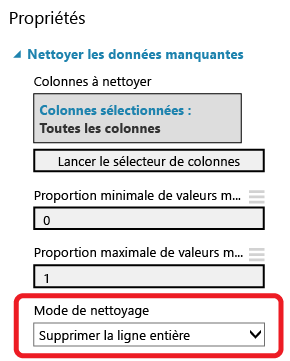 Propriétés
Nettoyer les données manquantes
Colonnes à nettoyer
Colonnes sélectionnées :
Toutes les colonnes
Lancer le sélecteur de colonnes
Proportion minimale de valeurs m...
0
Proportion maximale de valeurs m...
1
Mode de nettoyage
Supprimer la ligne entière